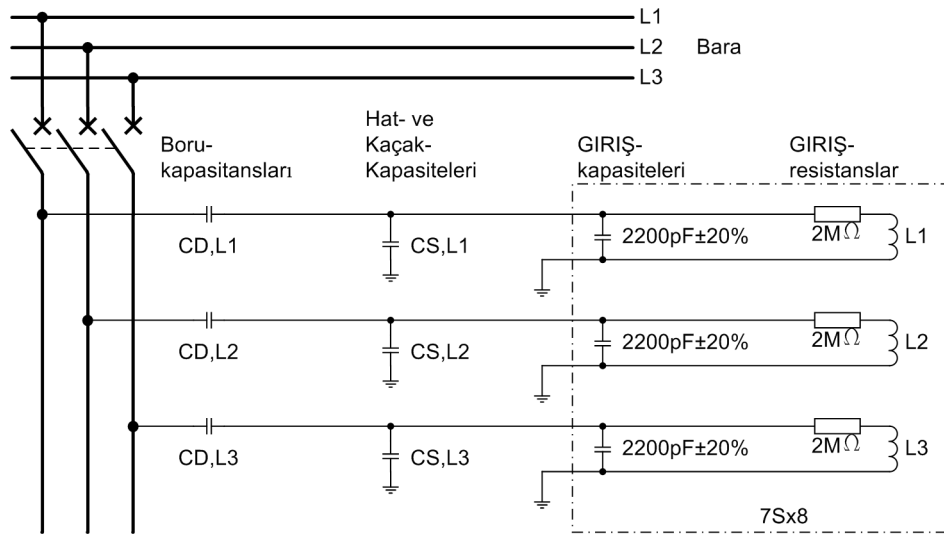 L1
L2 Bara
L3
Boru-
kapasitansları
Hat- ve
Kaçak-
Kapasiteleri
GIRIŞ-
kapasiteleri
GIRIŞ-
resistanslar
CD,L1
CS,L1
2200pF±20%
2MΩ
L1
CD,L2
CS,L2
2200pF±20%
2MΩ
L2
CD,L3
CS,L3
2200pF±20%
2MΩ
L3
7Sx8